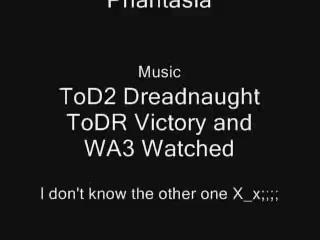 Phantasia
Music
ToD2 Dreadnaught
ToDR Victory and
WA3 Watched
I don't know the other one X_x;;;;